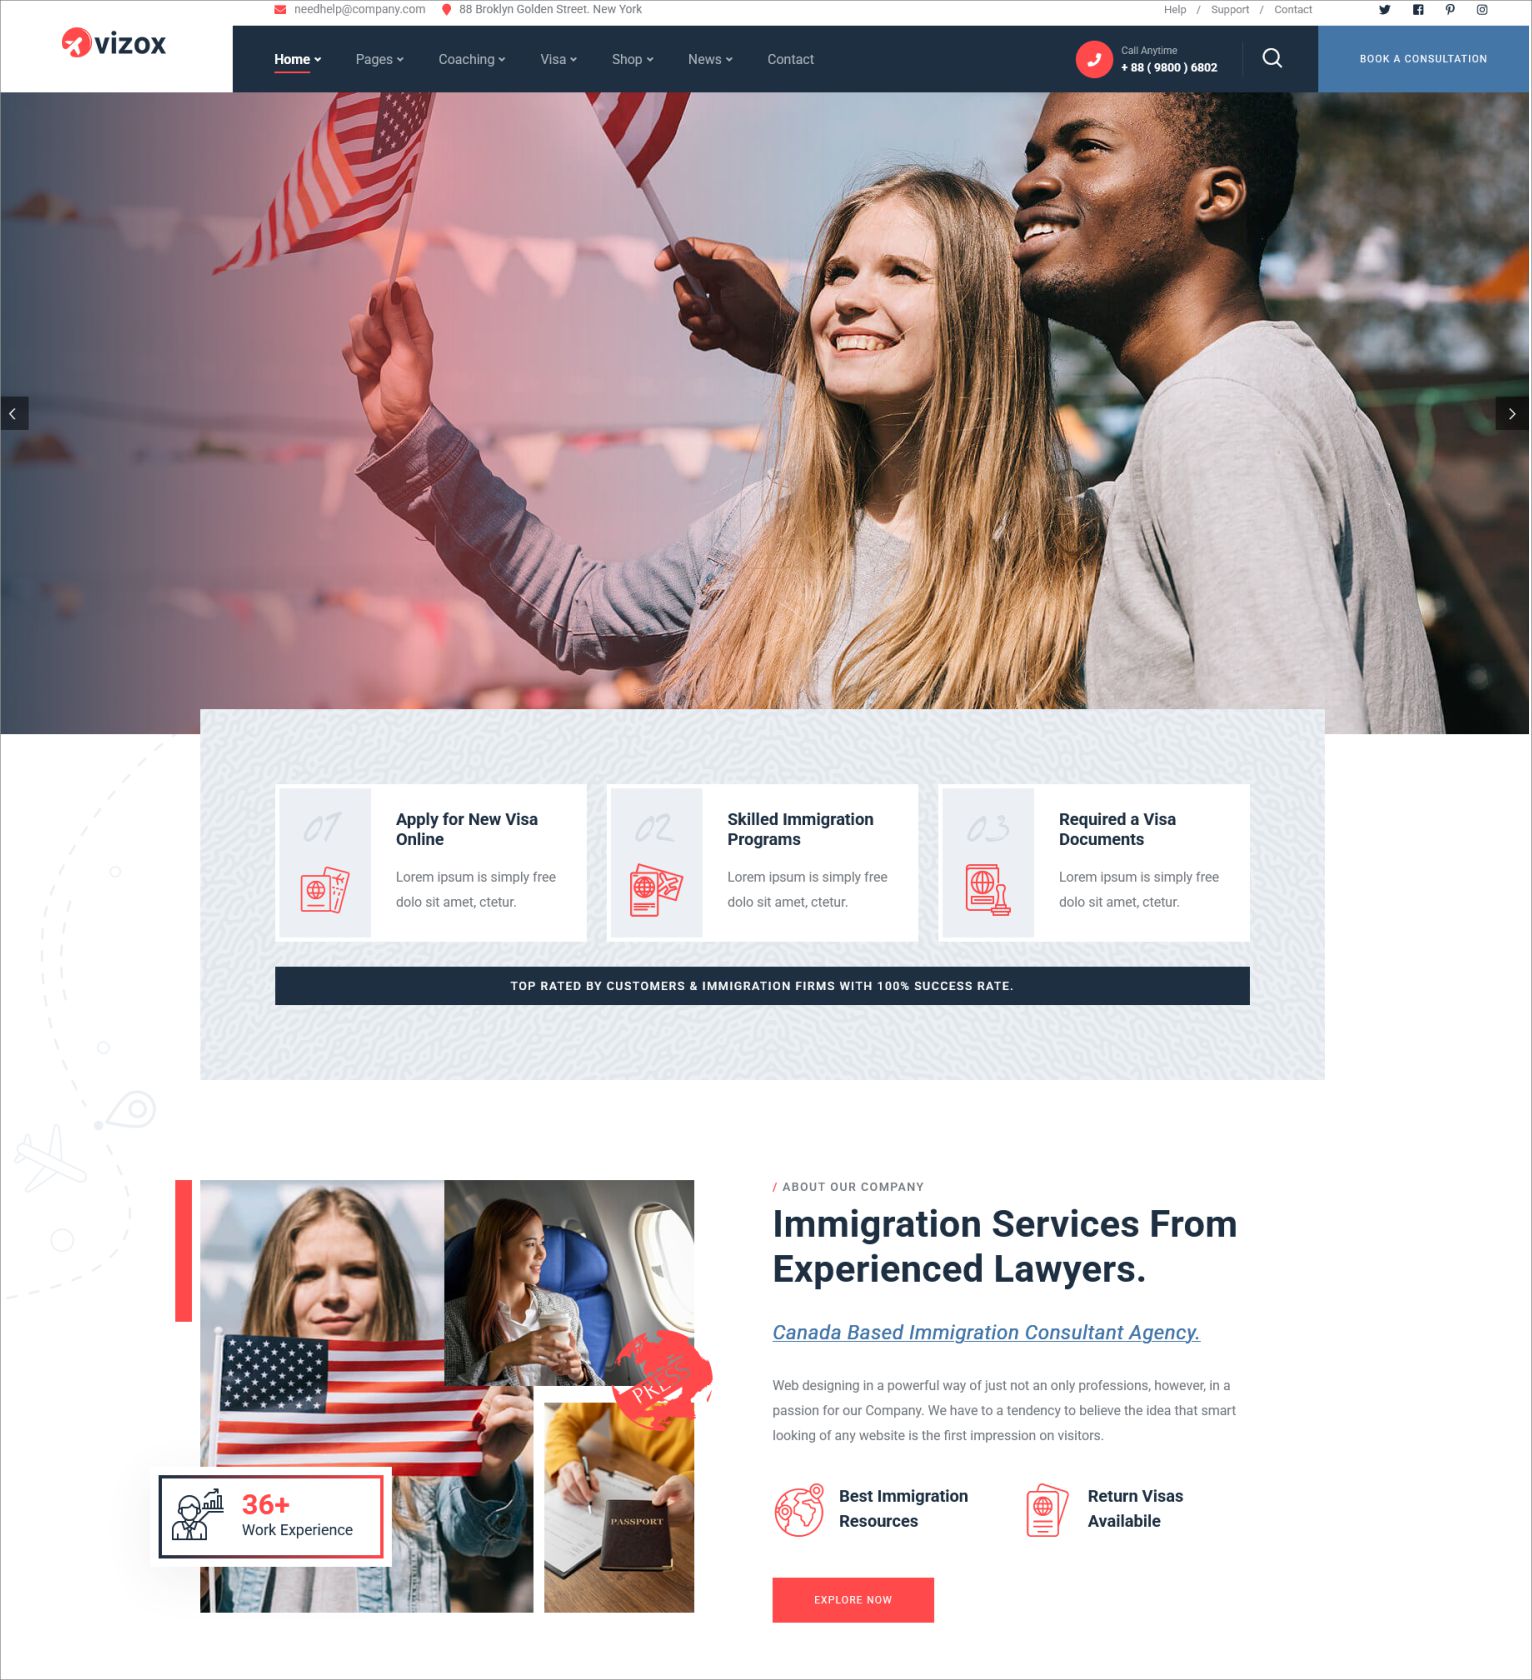 needhelp@company.com 88 Broklyn Golden Street. New York Help / Support / Contact
vizox
Home Pages Coaching Visa Shop News Contact
Call Anytime
+ 88 ( 9800 ) 6802
BOOK A CONSULTATION
01
Apply for New Visa
Online
Lorem ipsum is simply free
dolo sit amet, ctetur.
02
Skilled Immigration
Programs
Lorem ipsum is simply free
dolo sit amet, ctetur.
03
Required a Visa
Documents
Lorem ipsum is simply free
dolo sit amet, ctetur.
TOP RATED BY CUSTOMERS & IMMIGRATION FIRMS WITH 100% SUCCESS RATE.
PRESS
PASSPORT
36+
Work Experience
/ ABOUT OUR COMPANY
Immigration Services From
Experienced Lawyers.
Canada Based Immigration Consultant Agency.
Web designing in a powerful way of just not an only professions, however, in a
passion for our Company. We have to a tendency to believe the idea that smart
looking of any website is the first impression on visitors.
Best Immigration
Resources
Return Visas
Availabile
EXPLORE NOW